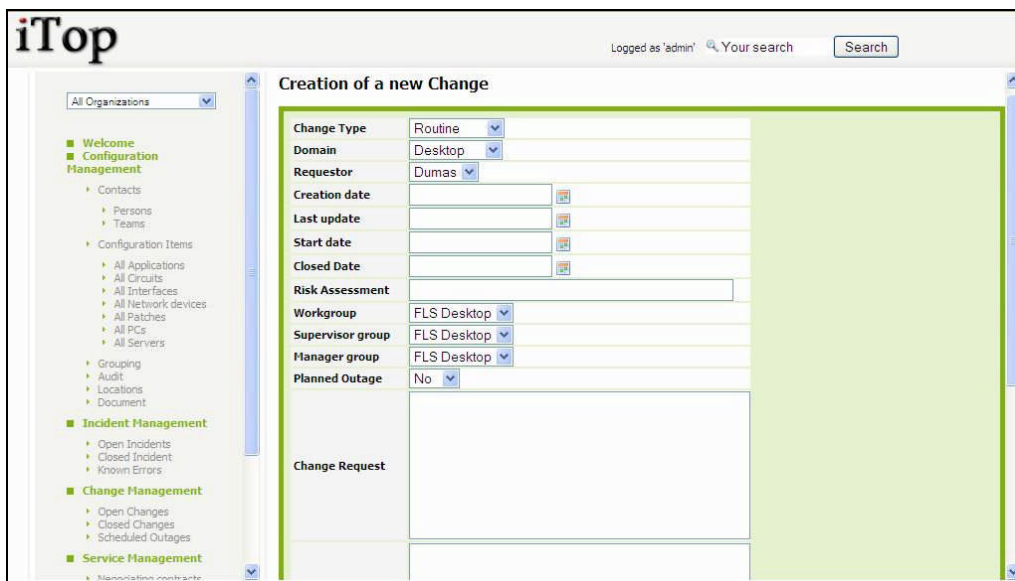 iTop
Logged as 'admin' Your search Search
All Organizations
Welcome
Configuration
Management
Contacts
Persons
Teams
Configuration Items
All Applications
All Circuits
All Interfaces
All Network devices
All Patches
All PCs
All Servers
Grouping
Audit
Locations
Document
Incident Management
Open Incidents
Closed Incident
Known Errors
Change Management
Open Changes
Closed Changes
Scheduled Outages
Service Management
Negociating contracts
Creation of a new Change
Change Type Routine
Domain Desktop
Requestor Dumas
Creation date
Last update
Start date
Closed Date
Risk Assessment
Workgroup FLS Desktop
Supervisor group FLS Desktop
Manager group FLS Desktop
Planned Outage No
Change Request